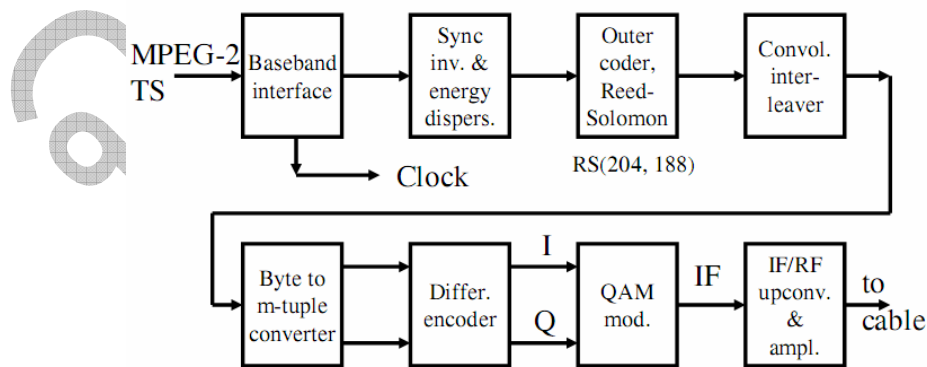 MPEG-2
TS
Baseband
interface
Sync
inv. &
energy
dispers.
Outer
coder,
Reed-
Solomon
Convol.
inter-
leaver
Clock
RS(204, 188)
Byte to
m-tuple
converter
Differ.
encoder
I
Q
QAM
mod.
IF
IF/RF
upconv.
&
ampl.
to
cable